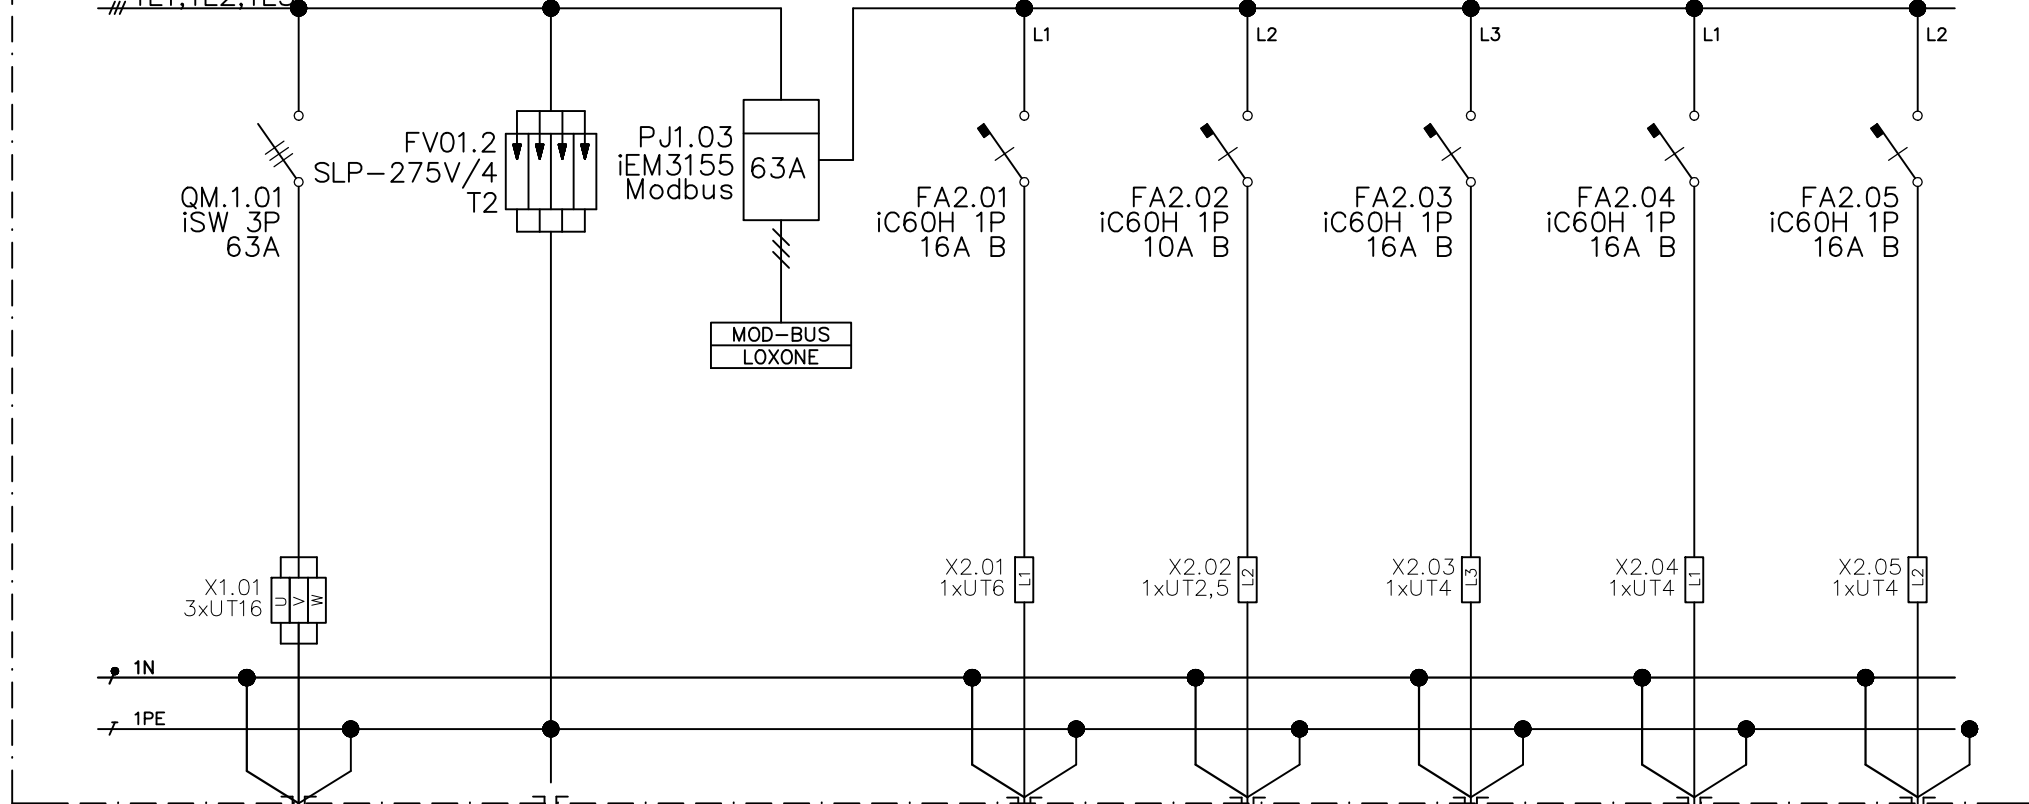 L1
L2
L3
L1
L2
QM.1.01
iSW 3P
63A
FV01.2
SLP-275V/4
T2
PJ1.03
iEM3155
Modbus
63A
MOD-BUS
LOXONE
FA2.01
iC60H 1P
16A B
FA2.02
iC60H 1P
10A B
FA2.03
iC60H 1P
16A B
FA2.04
iC60H 1P
16A B
FA2.05
iC60H 1P
16A B
X1.01
3xUT16
U
V
W
X2.01
1xUT6
L1
X2.02
1xUT2,5
L2
X2.03
1xUT4
L3
X2.04
1xUT4
L1
X2.05
1xUT4
L2
1N
1PE